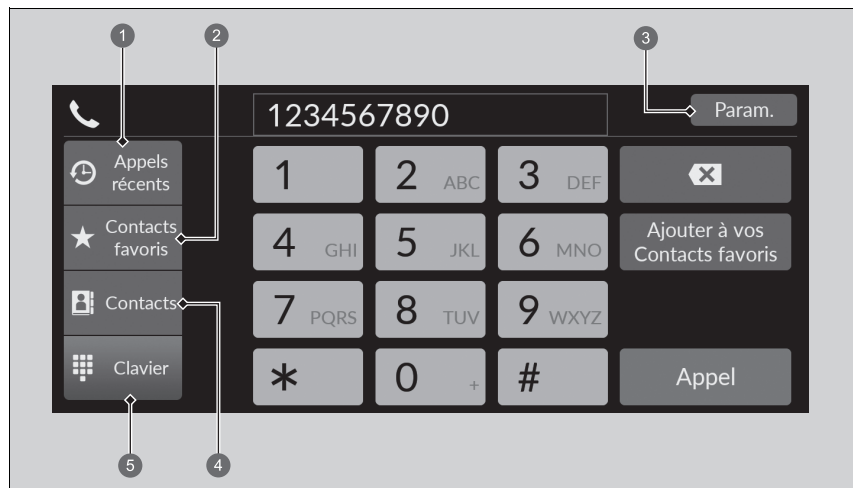 1
2
3
1234567890
Param.
Appels
récents
Contacts
favoris
Contacts
Clavier
1
2 ABC
3 DEF
4 GHI
5 JKL
6 MNO
7 PQRS
8 TUV
9 WXYZ
*
0 +
#
Ajouter à vos
Contacts favoris
Appel
5
4